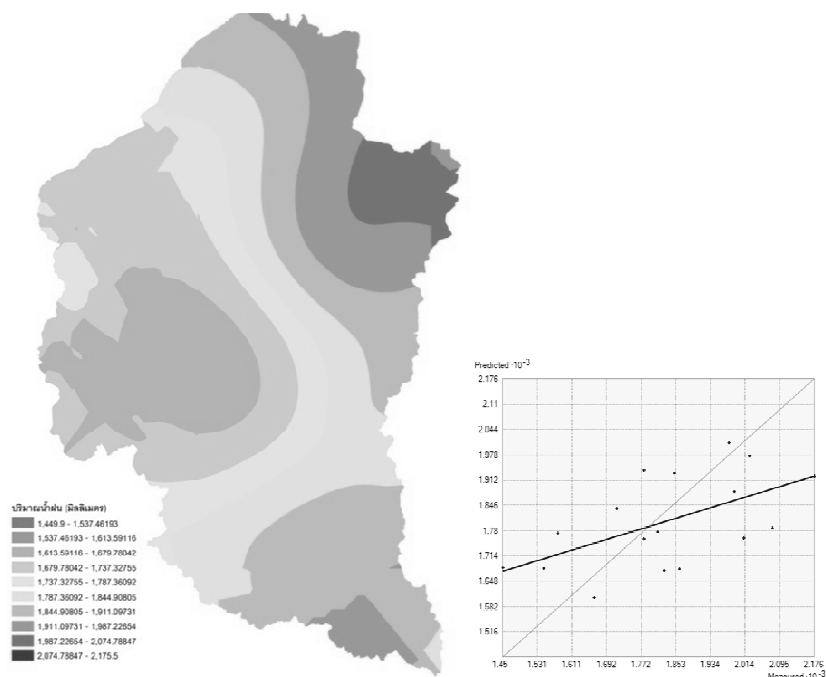 ปริมาณน้ำฝน (มิลลิเมตร)
1,449.9 - 1,537.46193
1,537.46193 - 1,613.59116
1,613.59116 - 1,679.78042
1,679.78042 - 1,737.32755
1,737.32755 - 1,787.36092
1,787.36092 - 1,844.90805
1,844.90805 - 1,911.09731
1,911.09731 - 1,987.22654
1,987.22654 - 2,074.78847
2,074.78847 - 2,175.5
Predicted ·10⁻³
2.176
2.11
2.044
1.978
1.912
1.846
1.78
1.714
1.648
1.582
1.516
1.45 1.531 1.611 1.692 1.772 1.853 1.934 2.014 2.095 2.176
Measured ·10⁻³